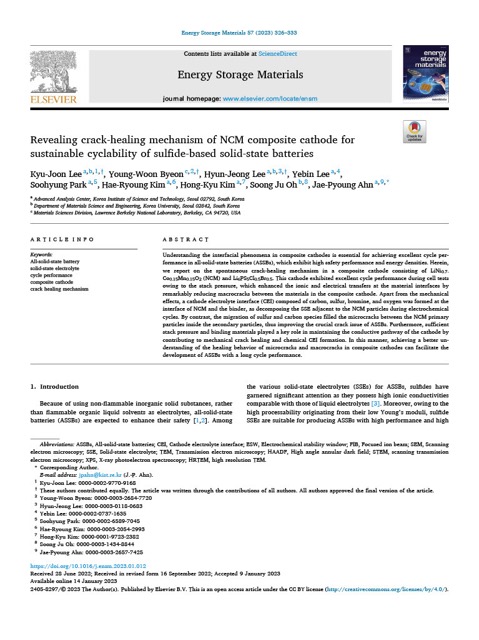 Energy Storage Materials 57 (2023) 326–333
Contents lists available at ScienceDirect
Energy Storage Materials
journal homepage: www.elsevier.com/locate/ensm
ELSEVIER
energy
storage
materials
Check for
updates
Revealing crack-healing mechanism of NCM composite cathode for
sustainable cyclability of sulfide-based solid-state batteries
Kyu-Joon Lee a,b,1,†, Young-Woon Byeon c,2,†, Hyun-Jeong Lee a,b,3,†, Yebin Lee a,4,
Soohyung Park a,5, Hae-Ryoung Kim a,6, Hong-Kyu Kim a,7, Soong Ju Oh b,8, Jae-Pyoung Ahn a,9,*
a Advanced Analysis Center, Korea Institute of Science and Technology, Seoul 02792, South Korea
b Department of Materials Science and Engineering, Korea University, Seoul 02842, South Korea
c Materials Sciences Division, Lawrence Berkeley National Laboratory, Berkeley, CA 94720, USA
ARTICLE INFO
Keywords:
All-solid-state battery
solid-state electrolyte
cycle performance
composite cathode
crack healing mechanism
ABSTRACT
Understanding the interfacial phenomena in composite cathodes is essential for achieving excellent cycle per-
formance in all-solid-state batteries (ASSBs), which exhibit high safety performance and energy densities. Herein,
we report on the spontaneous crack-healing mechanism in a composite cathode consisting of LiNi0.7-
Co0.15Mn0.15O2 (NCM) and Li6PS5Cl0.5Br0.5. This cathode exhibited excellent cycle performance during cell tests
owing to the stack pressure, which enhanced the ionic and electrical transfers at the material interfaces by
remarkably reducing macrocracks between the materials in the composite cathode. Apart from the mechanical
effects, a cathode electrolyte interface (CEI) composed of carbon, sulfur, bromine, and oxygen was formed at the
interface of NCM and the binder, as decomposing the SSE adjacent to the NCM particles during electrochemical
cycles. By contrast, the migration of sulfur and carbon species filled the microcracks between the NCM primary
particles inside the secondary particles, thus improving the crucial crack issue of ASSBs. Furthermore, sufficient
stack pressure and binding materials played a key role in maintaining the conductive pathway of the cathode by
contributing to mechanical crack healing and chemical CEI formation. In this manner, achieving a better un-
derstanding of the healing behavior of microcracks and macrocracks in composite cathodes can facilitate the
development of ASSBs with a long cycle performance.
1. Introduction
Because of using non-flammable inorganic solid substances, rather
than flammable organic liquid solvents as electrolytes, all-solid-state
batteries (ASSBs) are expected to enhance their safety [1,2]. Among
the various solid-state electrolytes (SSEs) for ASSBs, sulfides have
garnered significant attention as they possess high ionic conductivities
comparable with those of liquid electrolytes [3]. Moreover, owing to the
high processability originating from their low Young's moduli, sulfide
SSEs are suitable for producing ASSBs with high performance and high
Abbreviations: ASSBs, All-solid-state batteries; CEI, Cathode electrolyte interface; ESW, Electrochemical stability window; FIB, Focused ion beam; SEM, Scanning
electron microscopy; SSE, Solid-state electrolyte; TEM, Transmission electron microscopy; HAADF, High angle annular dark field; STEM, scanning transmission
electron microscopy; XPS, X-ray photoelectron spectroscopy; HRTEM, high resolution TEM.
* Corresponding Author.
E-mail address: jpahn@kist.re.kr (J.-P. Ahn).
1 Kyu-Joon Lee: 0000-0002-9770-9168
† These authors contributed equally. The article was written through the contributions of all authors. All authors approved the final version of the article.
2 Young-Woon Byeon: 0000-0003-2684-7720
3 Hyun-Jeong Lee: 0000-0003-0118-0683
4 Yebin Lee: 0000-0002-0737-1635
5 Soohyung Park: 0000-0002-6589-7045
6 Hae-Ryoung Kim: 0000-0003-2054-2993
7 Hong-Kyu Kim: 0000-0001-9723-2382
8 Soong Ju Oh: 0000-0003-1434-8844
9 Jae-Pyoung Ahn: 0000-0003-2687-7425
https://doi.org/10.1016/j.ensm.2023.01.012
Received 28 June 2022; Received in revised form 16 September 2022; Accepted 9 January 2023
Available online 14 January 2023
2405-8297/© 2023 The Author(s). Published by Elsevier B.V. This is an open access article under the CC BY license (http://creativecommons.org/licenses/by/4.0/).